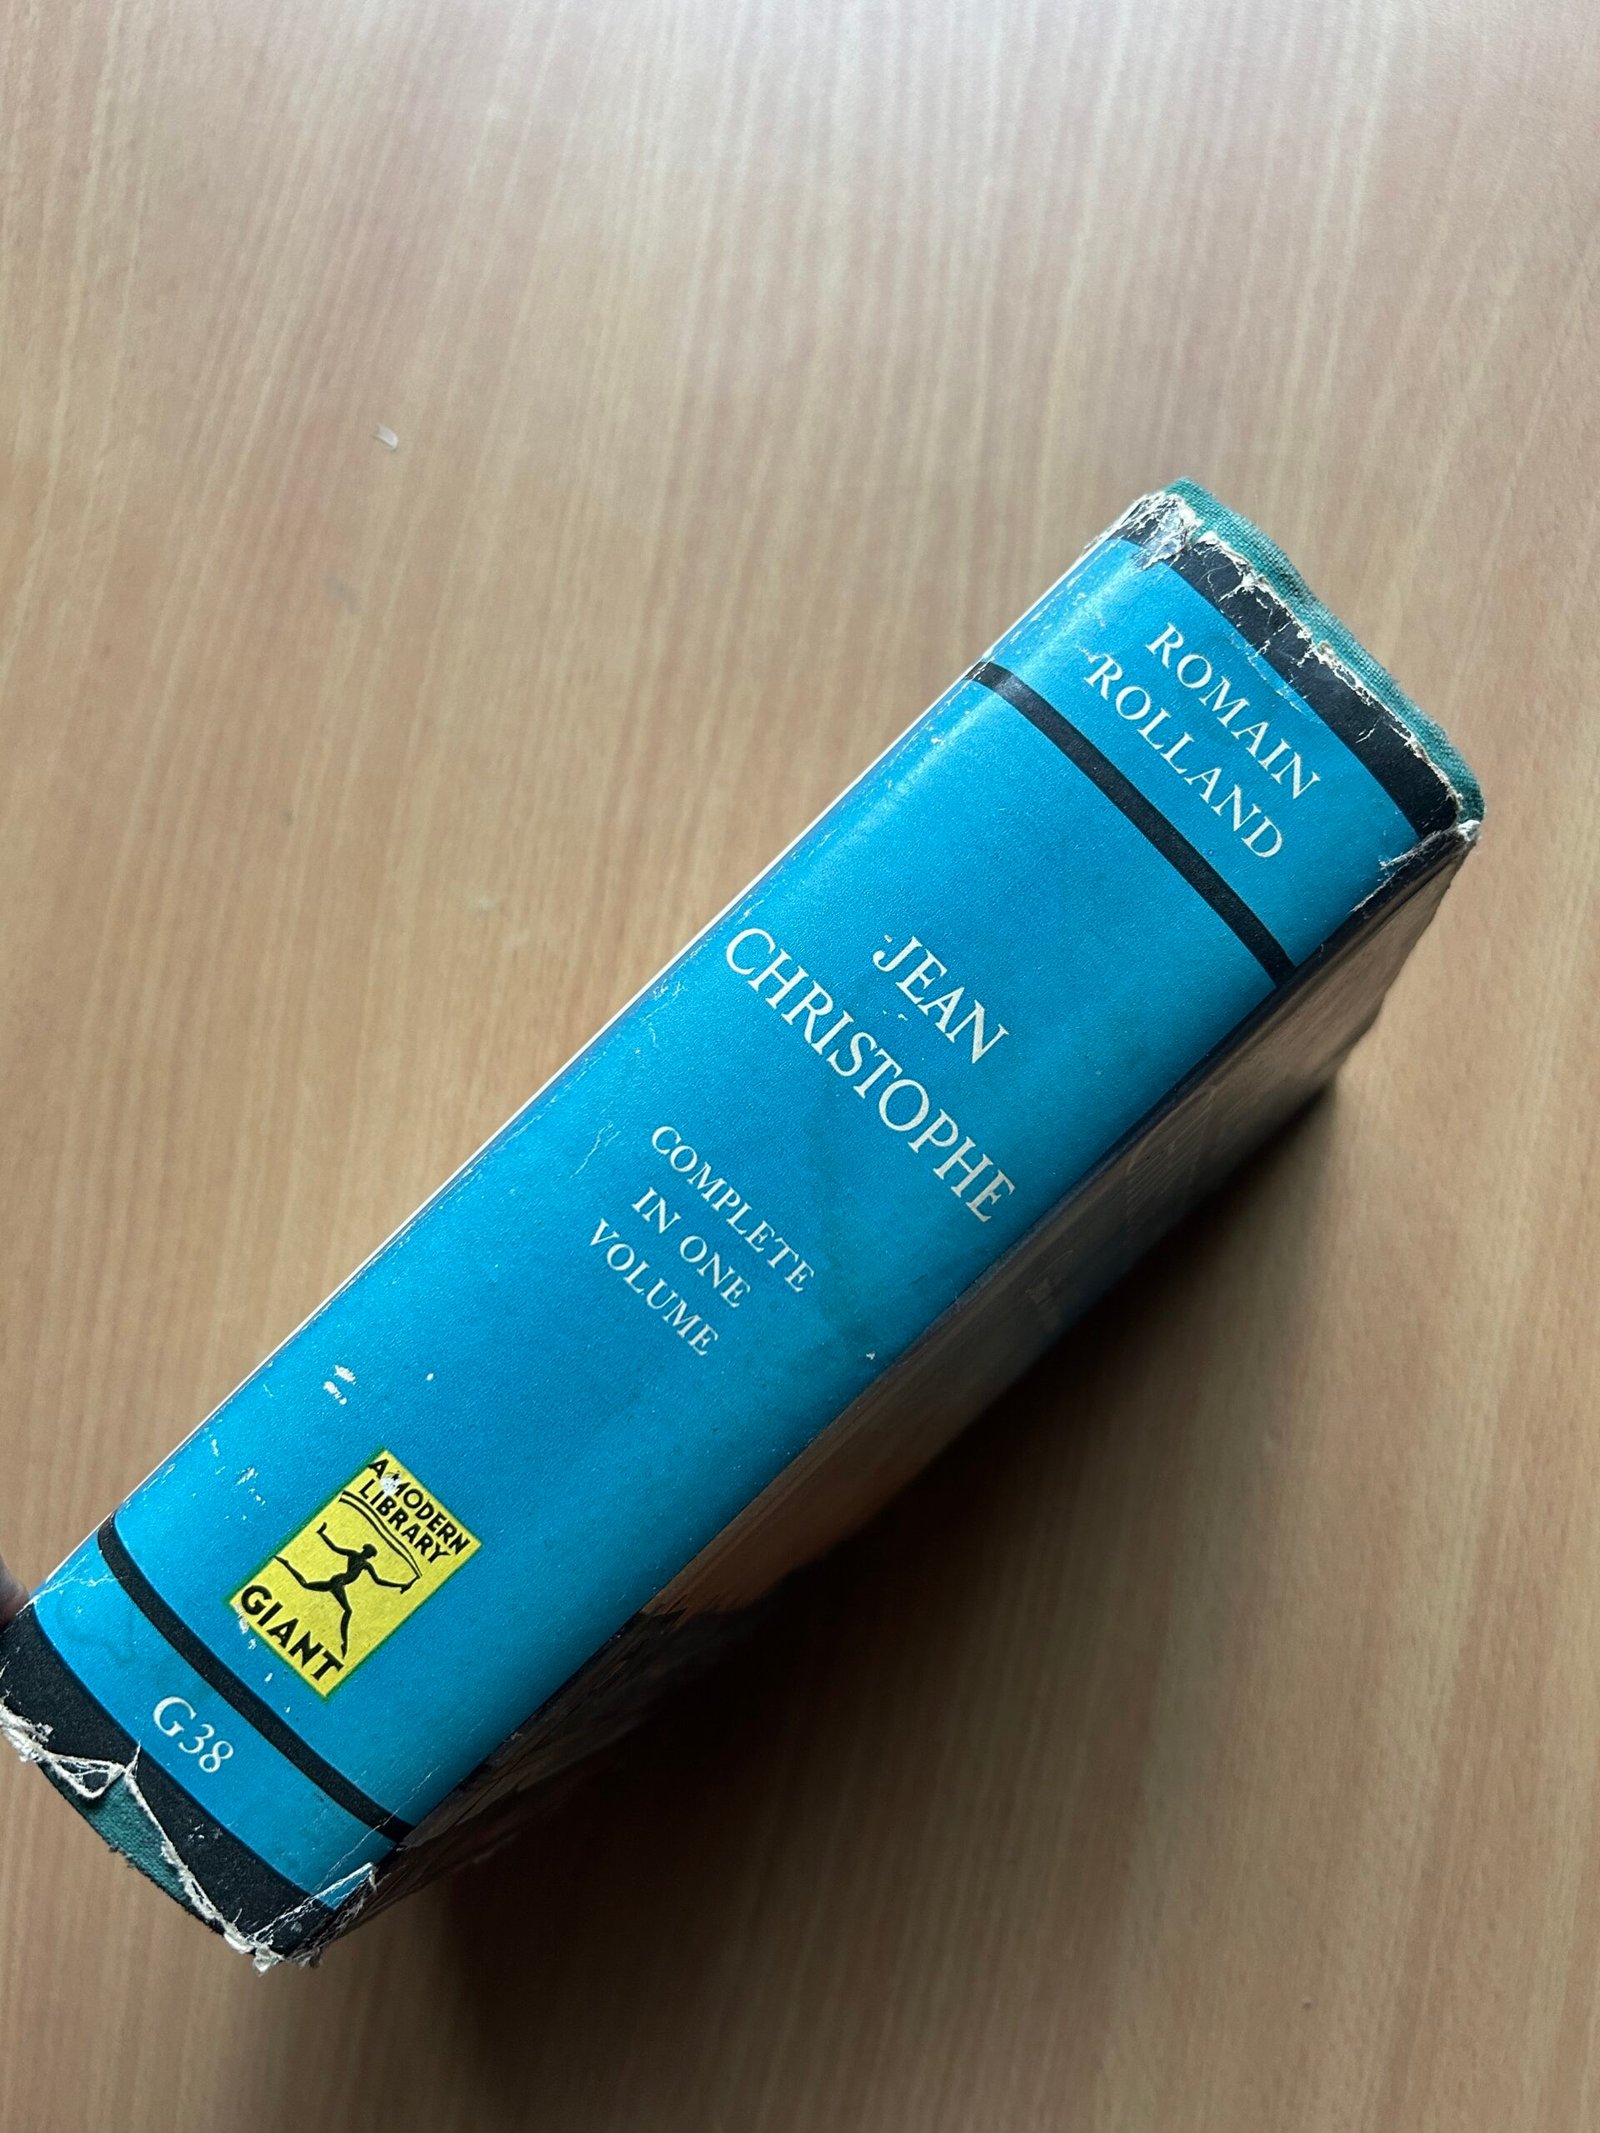 ROMAIN
ROLLAND
JEAN
CHRISTOPHE
COMPLETE
IN ONE
VOLUME
A MODERN
LIBRARY
GIANT
G38